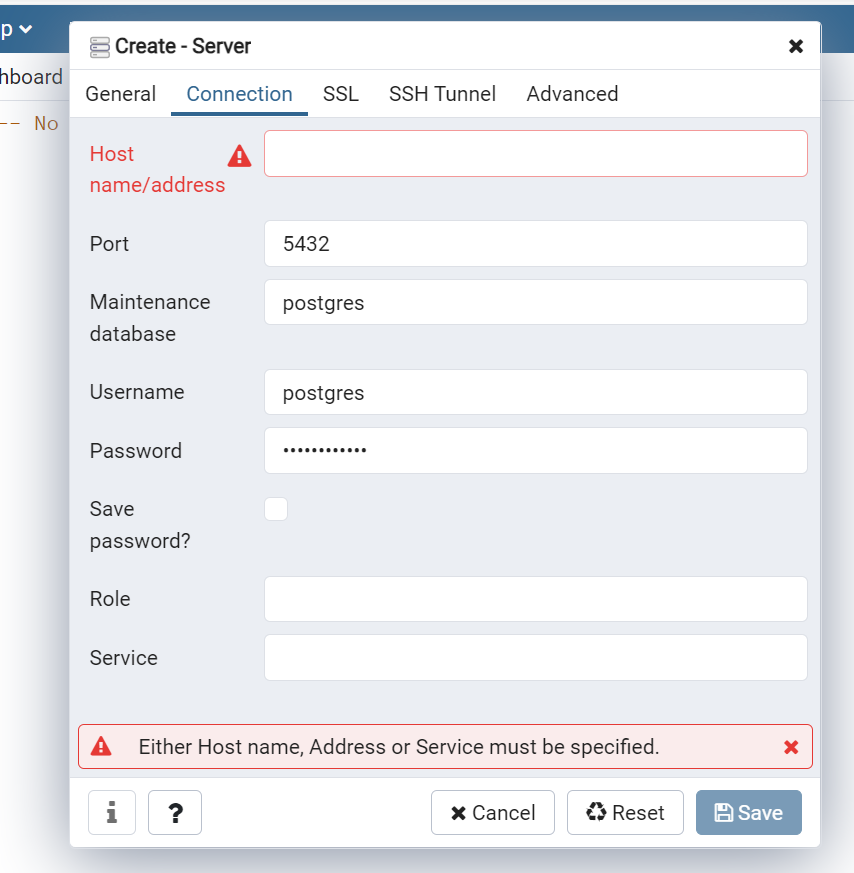 p
Create - Server
hboard
General Connection SSL SSH Tunnel Advanced
-- No
Host
name/address
Port 5432
Maintenance
database
postgres
Username postgres
Password ••••••••••••
Save
password?
Role
Service
Either Host name, Address or Service must be specified.
i ? Cancel Reset Save